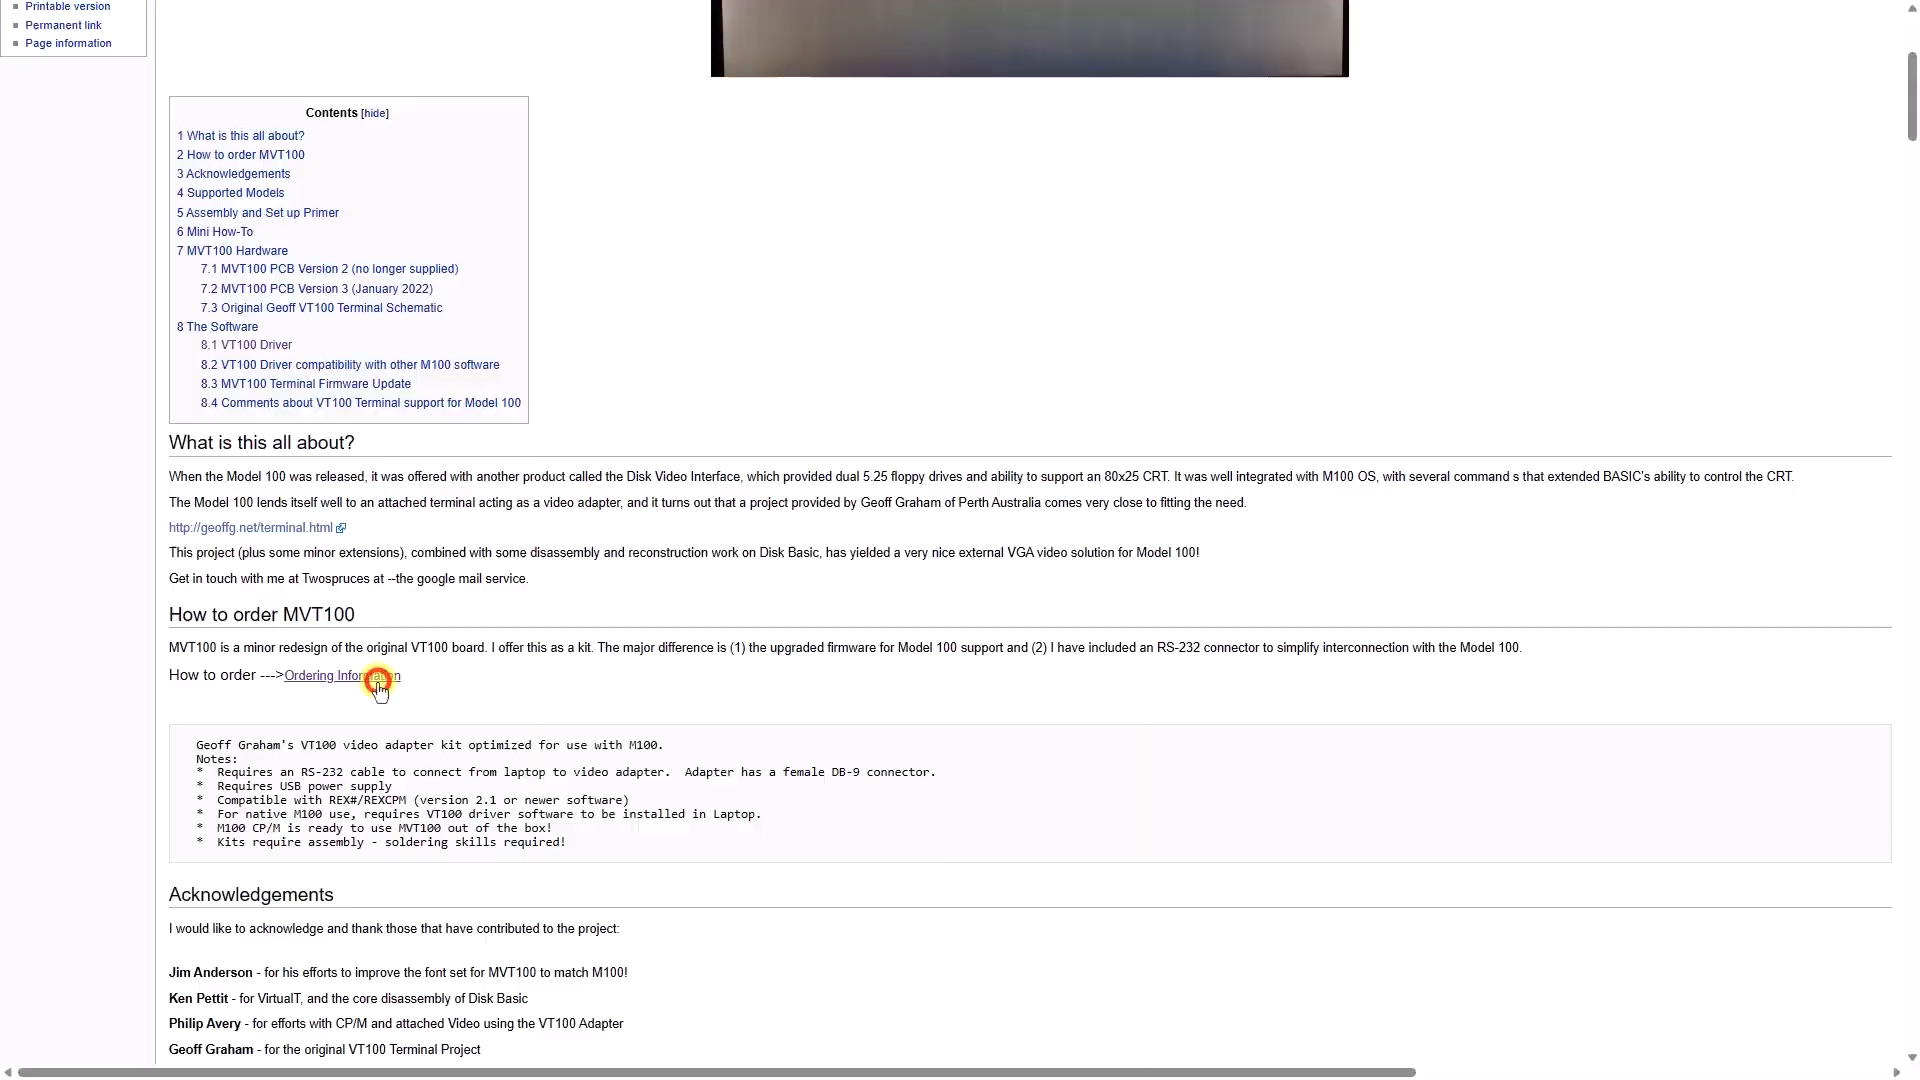 Printable version
Permanent link
Page information
Contents [hide]
1 What is this all about?
2 How to order MVT100
3 Acknowledgements
4 Supported Models
5 Assembly and Set up Primer
6 Mini How-To
7 MVT100 Hardware
7.1 MVT100 PCB Version 2 (no longer supplied)
7.2 MVT100 PCB Version 3 (January 2022)
7.3 Original Geoff VT100 Terminal Schematic
8 The Software
8.1 VT100 Driver
8.2 VT100 Driver compatibility with other M100 software
8.3 MVT100 Terminal Firmware Update
8.4 Comments about VT100 Terminal support for Model 100
What is this all about?
When the Model 100 was released, it was offered with another product called the Disk Video Interface, which provided dual 5.25 floppy drives and ability to support an 80x25 CRT. It was well integrated with M100 OS, with several command s that extended BASIC's ability to control the CRT.
The Model 100 lends itself well to an attached terminal acting as a video adapter, and it turns out that a project provided by Geoff Graham of Perth Australia comes very close to fitting the need.
http://geoffg.net/terminal.html
This project (plus some minor extensions), combined with some disassembly and reconstruction work on Disk Basic, has yielded a very nice external VGA video solution for Model 100!
Get in touch with me at Twospruces at --the google mail service.
How to order MVT100
MVT100 is a minor redesign of the original VT100 board. I offer this as a kit. The major difference is (1) the upgraded firmware for Model 100 support and (2) I have included an RS-232 connector to simplify interconnection with the Model 100.
How to order --->Ordering Information
Geoff Graham's VT100 video adapter kit optimized for use with M100.
Notes:
* Requires an RS-232 cable to connect from laptop to video adapter. Adapter has a female DB-9 connector.
* Requires USB power supply
* Compatible with REX#/REXCPM (version 2.1 or newer software)
* For native M100 use, requires VT100 driver software to be installed in Laptop.
* M100 CP/M is ready to use MVT100 out of the box!
* Kits require assembly - soldering skills required!
Acknowledgements
I would like to acknowledge and thank those that have contributed to the project:
Jim Anderson - for his efforts to improve the font set for MVT100 to match M100!
Ken Pettit - for VirtualT, and the core disassembly of Disk Basic
Philip Avery - for efforts with CP/M and attached Video using the VT100 Adapter
Geoff Graham - for the original VT100 Terminal Project